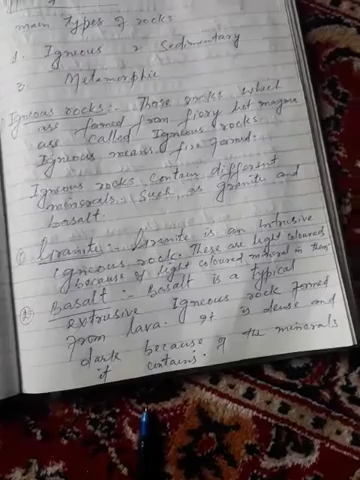 main Types of rocks
1. Igneous 2 Sedimentary
3. Metamorphic
Igneous rocks:- Those rocks which
are formed from fiery hot magma
are called Igneous rocks.
Igneous means fire formed.
Igneous rocks contain different
minerals. Such as granite and
basalt.
① Granite:- Granite is an intrusive
igneous rock. These are light coloured
because of light coloured mineral in them
② Basalt:- Basalt is a typical
extrusive Igneous rock formed
from lava. It is dense and
dark because of the minerals
it contains.